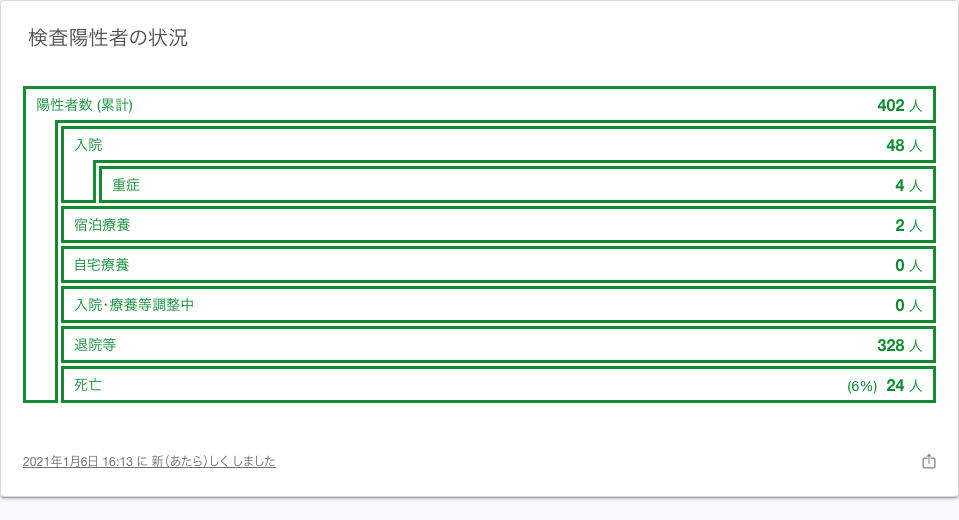 検査陽性者の状況
陽性者数 (累計) 402 人
入院 48 人
重症 4 人
宿泊療養 2 人
自宅療養 0 人
入院･療養等調整中 0 人
退院等 328 人
死亡 (6%) 24 人
2021年1月6日 16:13 に 新（あたら）しく しました